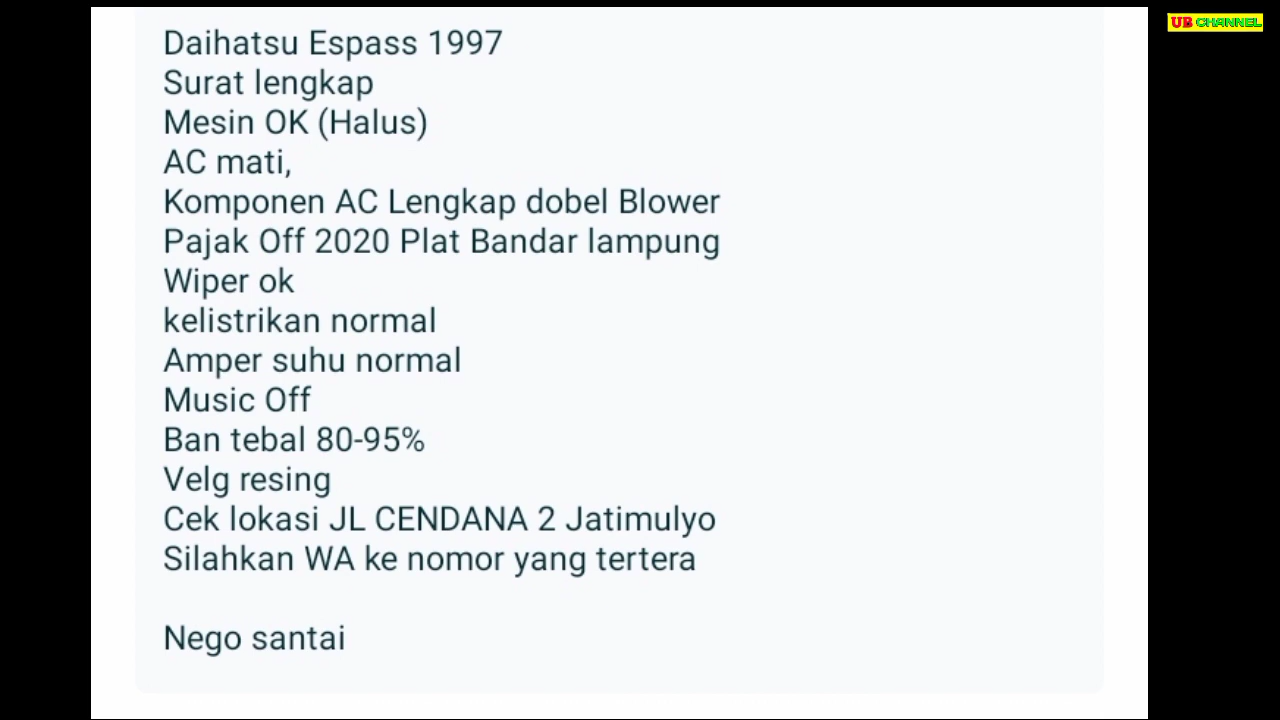 UB CHANNEL
Daihatsu Espass 1997
Surat lengkap
Mesin OK (Halus)
AC mati,
Komponen AC Lengkap dobel Blower
Pajak Off 2020 Plat Bandar lampung
Wiper ok
kelistrikan normal
Amper suhu normal
Music Off
Ban tebal 80-95%
Velg resing
Cek lokasi JL CENDANA 2 Jatimulyo
Silahkan WA ke nomor yang tertera
Nego santai